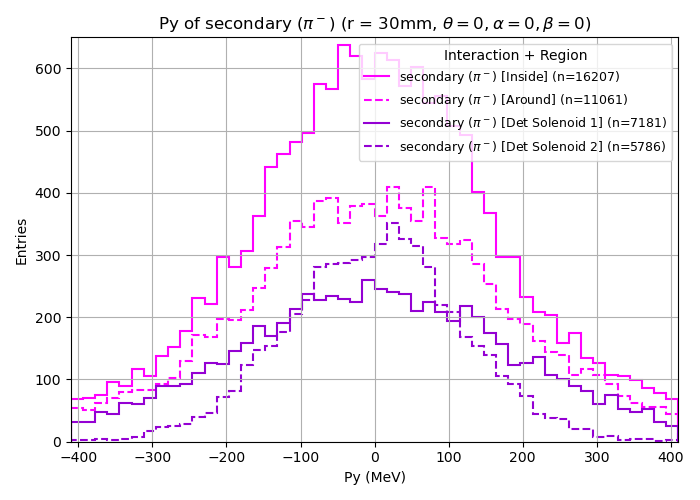 Py of secondary (π⁻) (r = 30mm, θ = 0, α = 0, β = 0)
Interaction + Region
secondary (π⁻) [Inside] (n=16207)
secondary (π⁻) [Around] (n=11061)
secondary (π⁻) [Det Solenoid 1] (n=7181)
secondary (π⁻) [Det Solenoid 2] (n=5786)
600
500
400
300
200
100
0
Entries
−400 −300 −200 −100 0 100 200 300 400
Py (MeV)